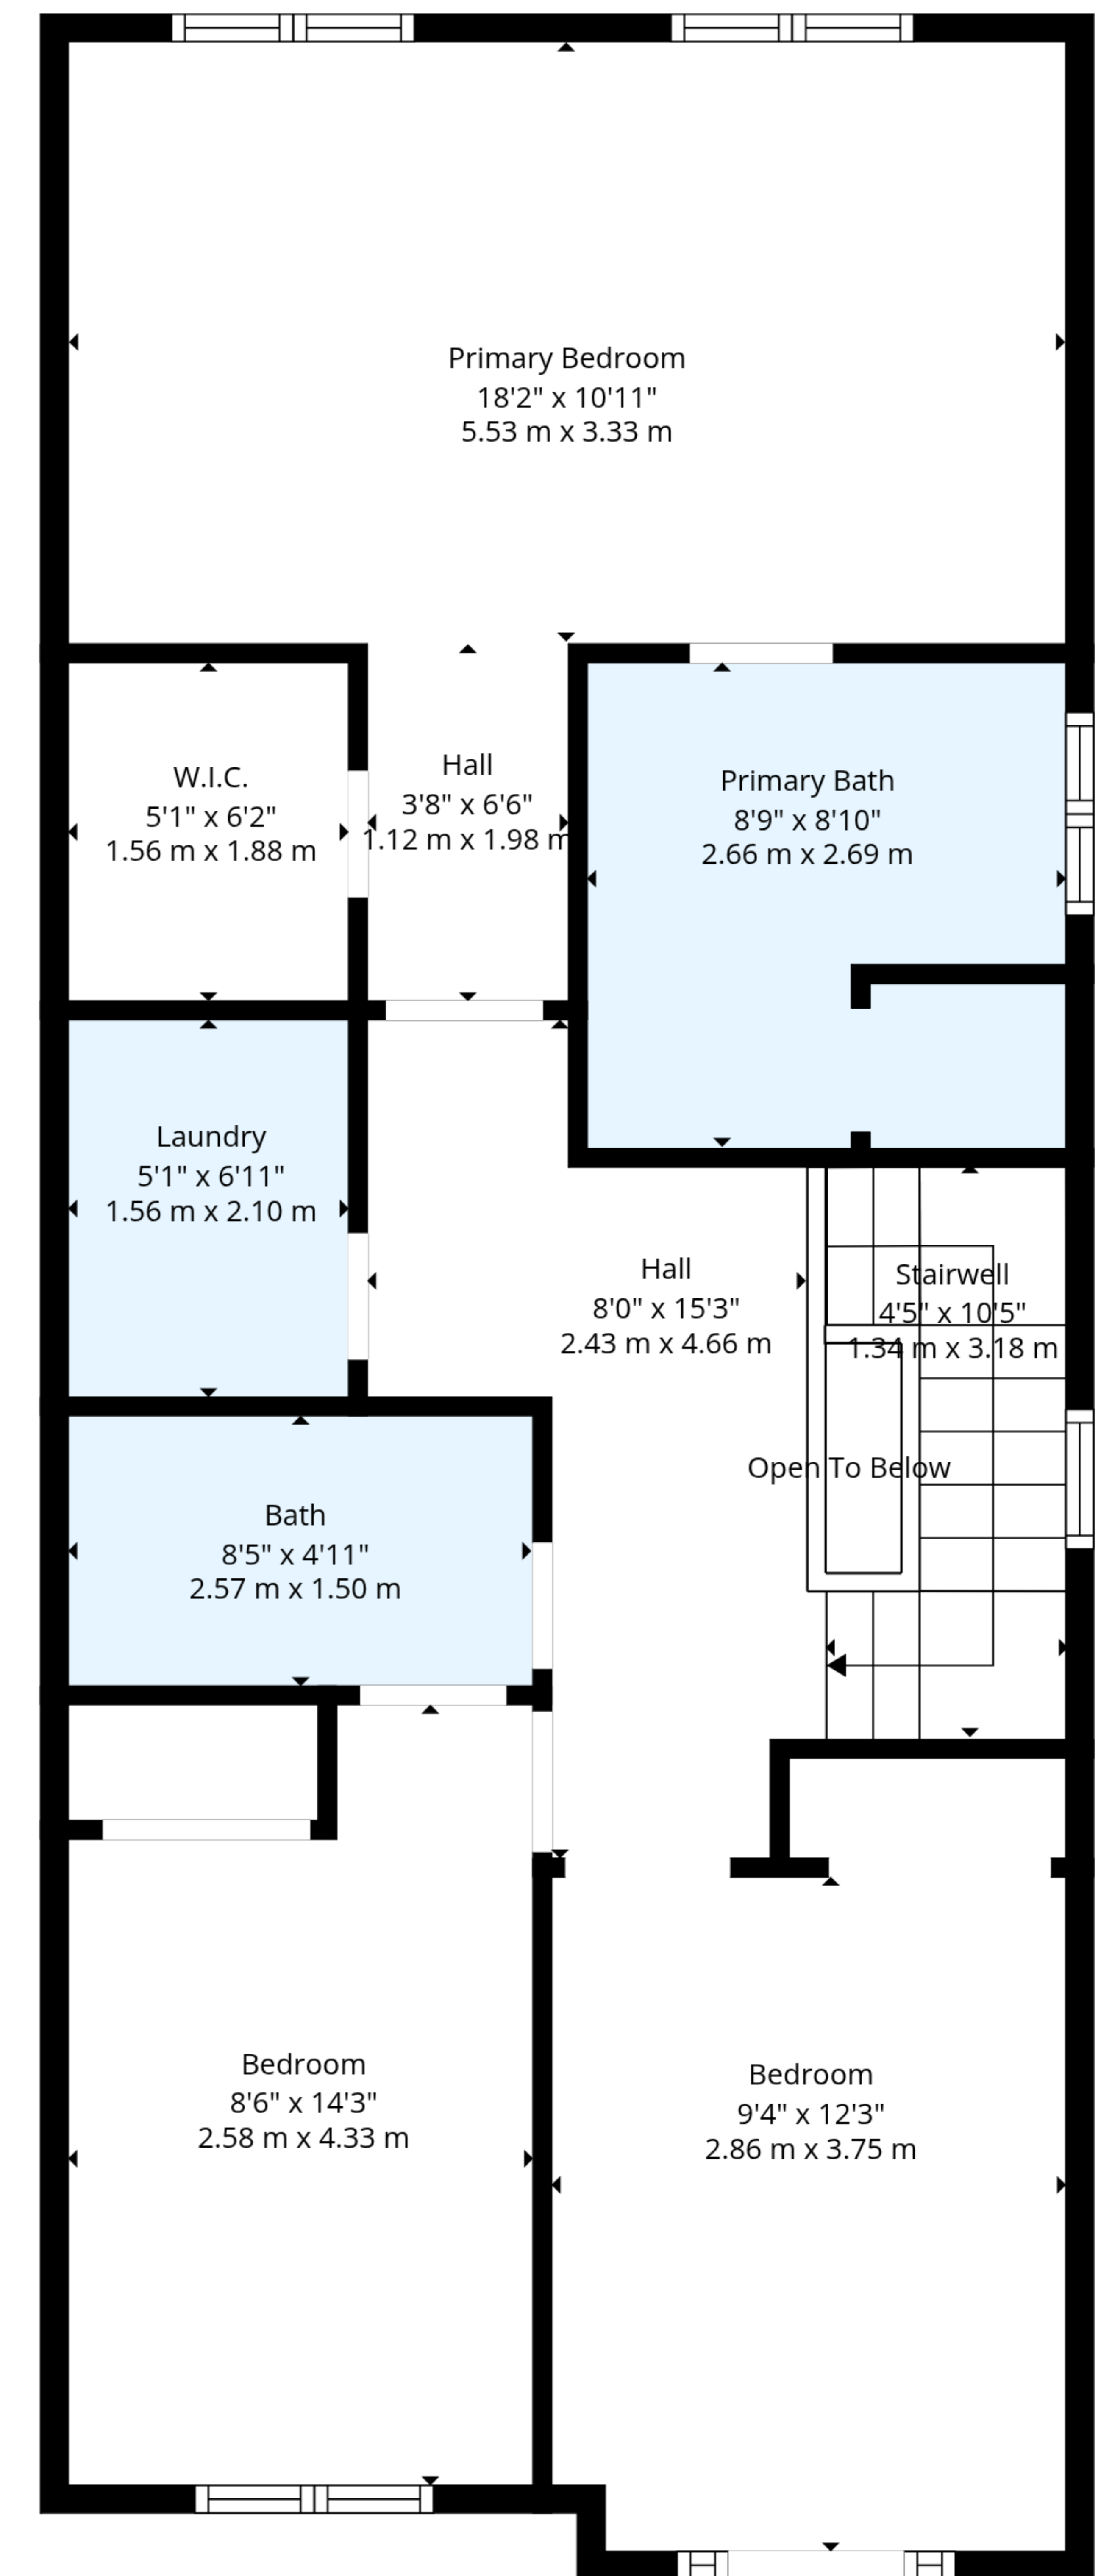 Primary Bedroom
18'2" x 10'11"
5.53 m x 3.33 m
W.I.C.
5'1" x 6'2"
1.56 m x 1.88 m
Hall
3'8" x 6'6"
1.12 m x 1.98 m
Primary Bath
8'9" x 8'10"
2.66 m x 2.69 m
Laundry
5'1" x 6'11"
1.56 m x 2.10 m
Hall
8'0" x 15'3"
2.43 m x 4.66 m
Stairwell
4'5" x 10'5"
1.34 m x 3.18 m
Open To Below
Bath
8'5" x 4'11"
2.57 m x 1.50 m
Bedroom
8'6" x 14'3"
2.58 m x 4.33 m
Bedroom
9'4" x 12'3"
2.86 m x 3.75 m